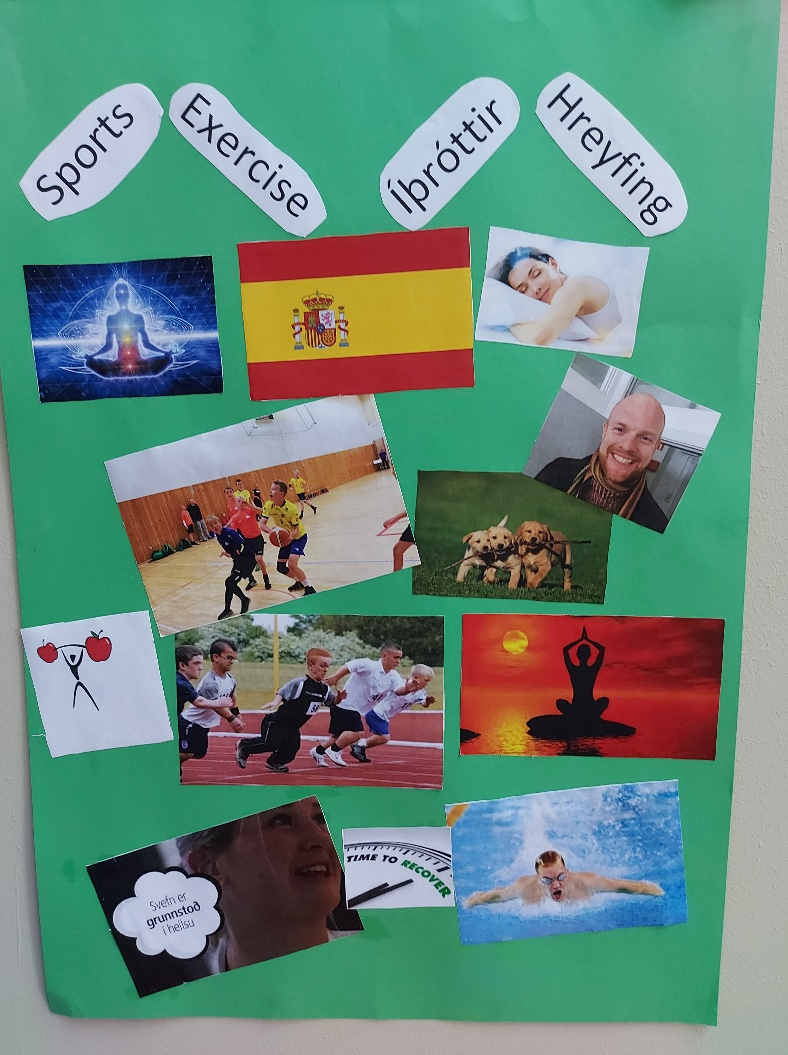 Sports
Exercise
Íþróttir
Hreyfing
Svefn er
grunnstoð
í heilsu
TIME TO RECOVER